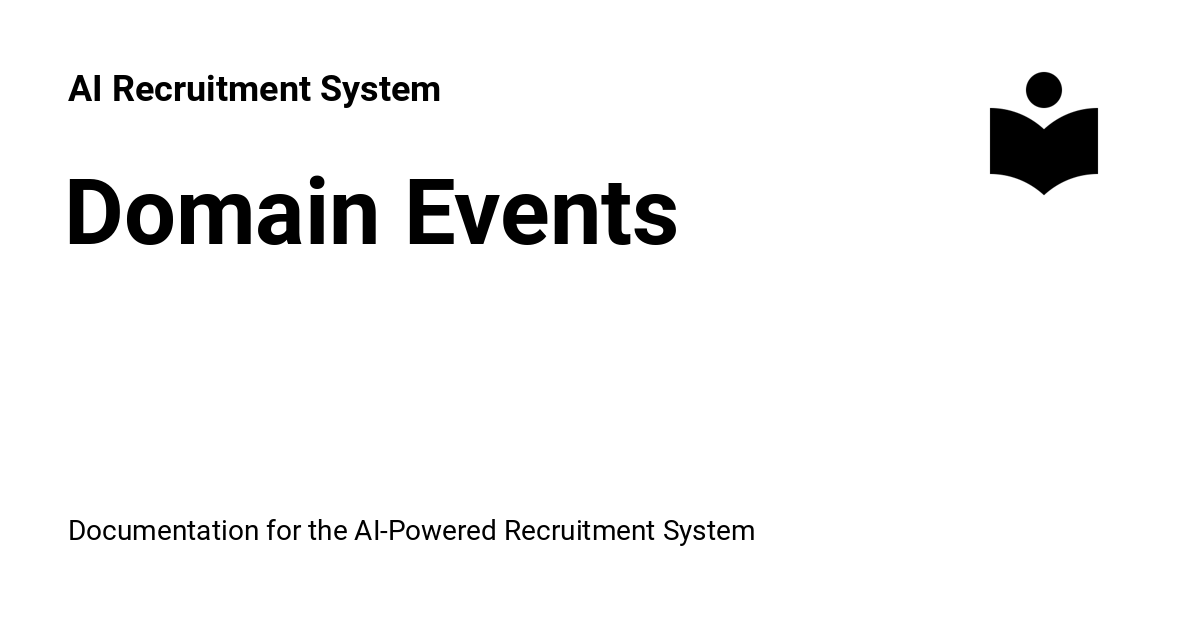 AI Recruitment System
Domain Events
Documentation for the AI-Powered Recruitment System